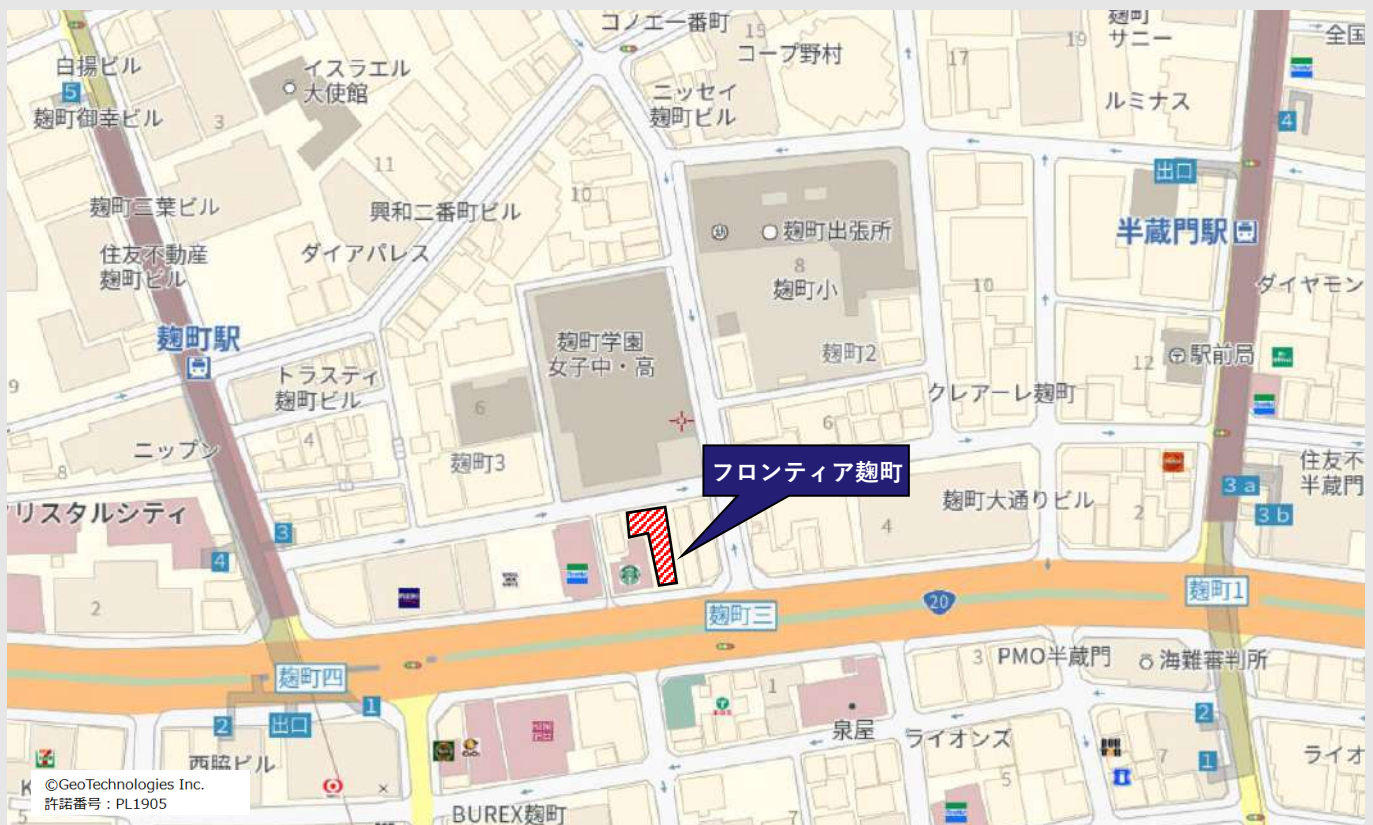 コノエ一番町
15
コープ野村
麹町
サニー
19
17
全国
白揚ビル
5
麹町御幸ビル
3
イスラエル
大使館
ニッセイ
麹町ビル
ルミナス
4
11
10
出口
麹町三葉ビル
興和二番町ビル
幼
麹町出張所
半蔵門駅
住友不動産
麹町ビル
ダイアパレス
8
麹町小
10
ダイヤモン
麹町駅
麹町学園
女子中・高
麹町2
12
駅前局
9
トラスティ
麹町ビル
6
クレアーレ麹町
6
ニップン
4
麹町3
8
フロンティア麹町
住友不
半蔵門
リスタルシティ
3
4
麹町大通りビル
4
2
3a
3b
2
麹町三
20
麹町1
麹町四
3
PMO半蔵門
海難審判所
1
1
2
出口
泉屋
ライオンズ
2
西脇ビル
7
1
ライオ
K
©GeoTechnologies Inc.
許諾番号：PL1905
5
BUREX麹町
5
7